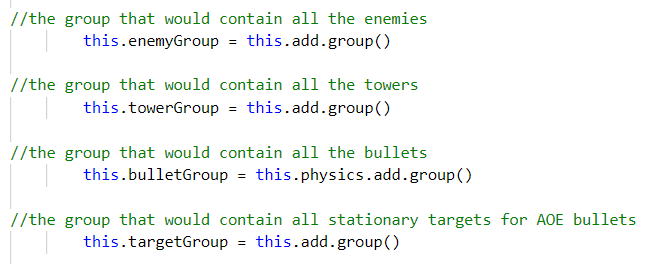 //the group that would contain all the enemies
this.enemyGroup = this.add.group()
//the group that would contain all the towers
this.towerGroup = this.add.group()
//the group that would contain all the bullets
this.bulletGroup = this.physics.add.group()
//the group that would contain all stationary targets for AOE bullets
this.targetGroup = this.add.group()